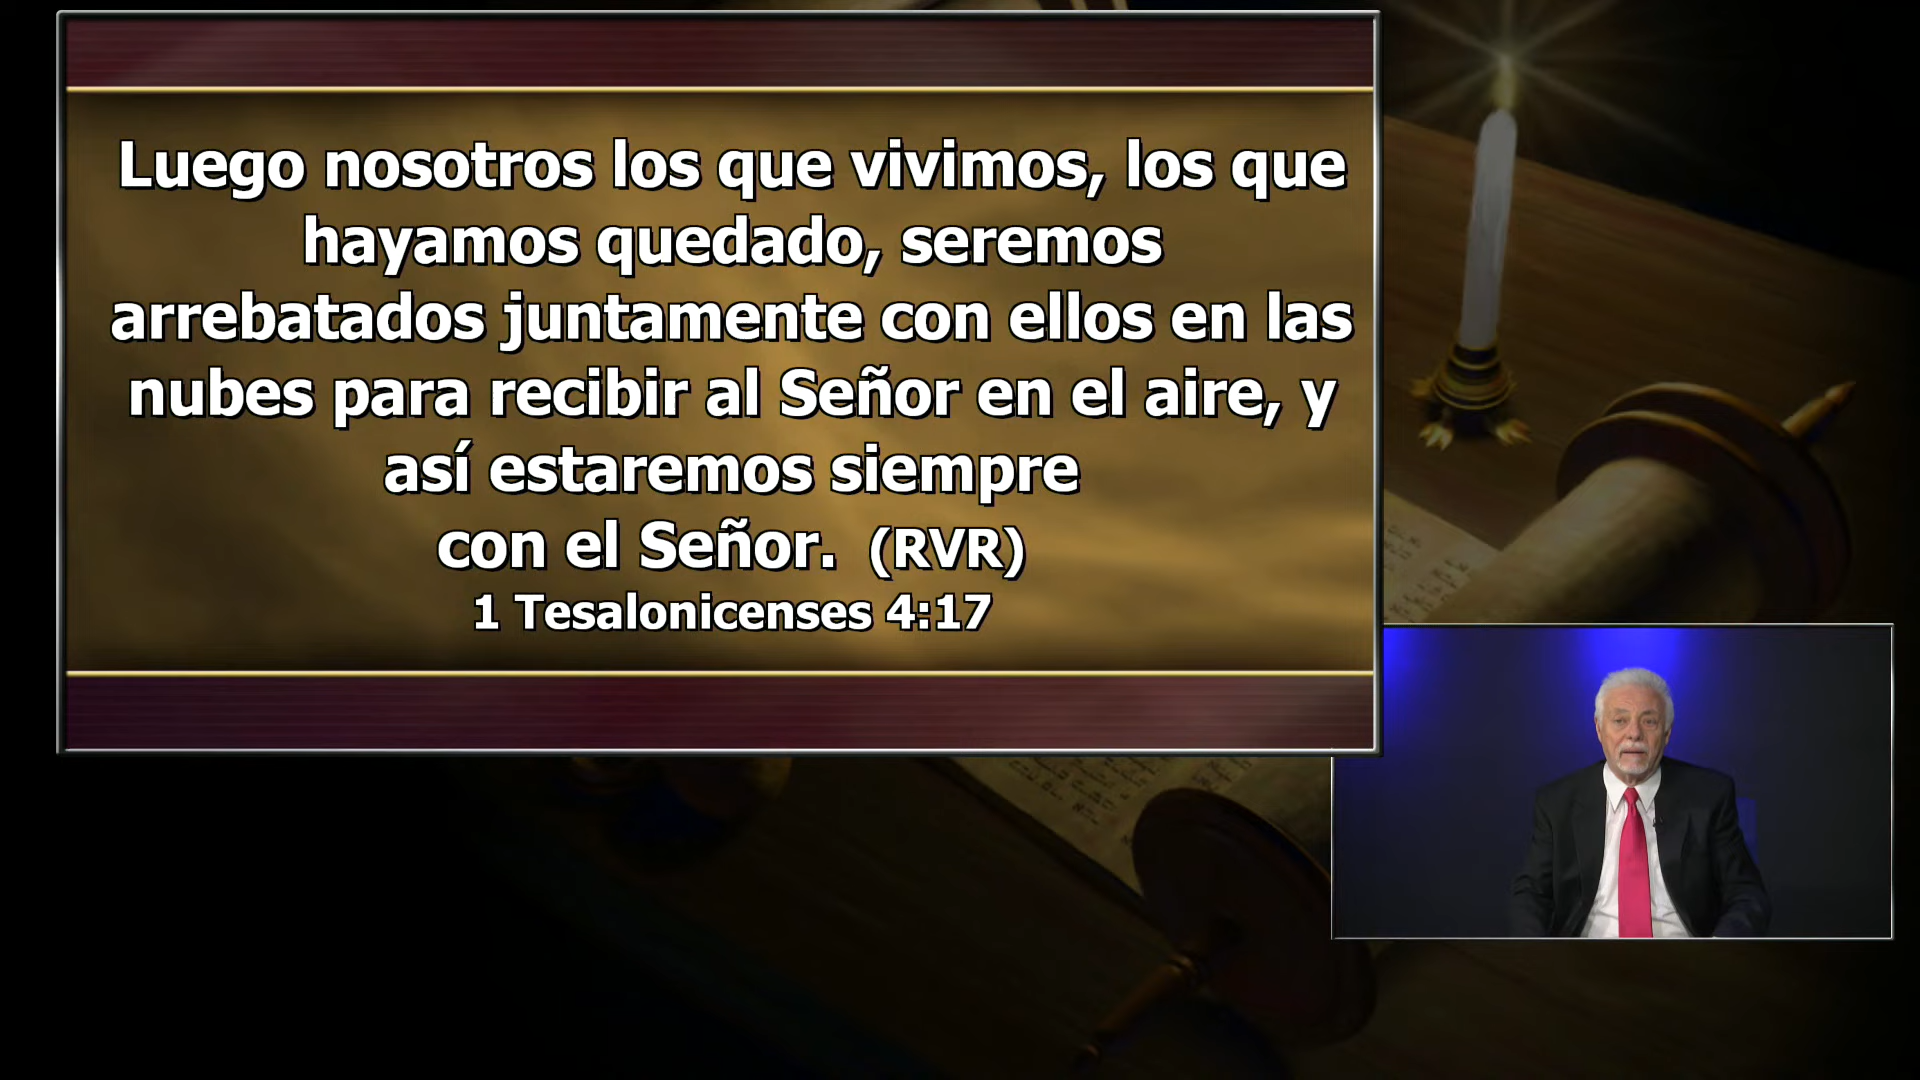 Luego nosotros los que vivimos, los que
hayamos quedado, seremos
arrebatados juntamente con ellos en las
nubes para recibir al Señor en el aire, y
así estaremos siempre
con el Señor. (RVR)
1 Tesalonicenses 4:17